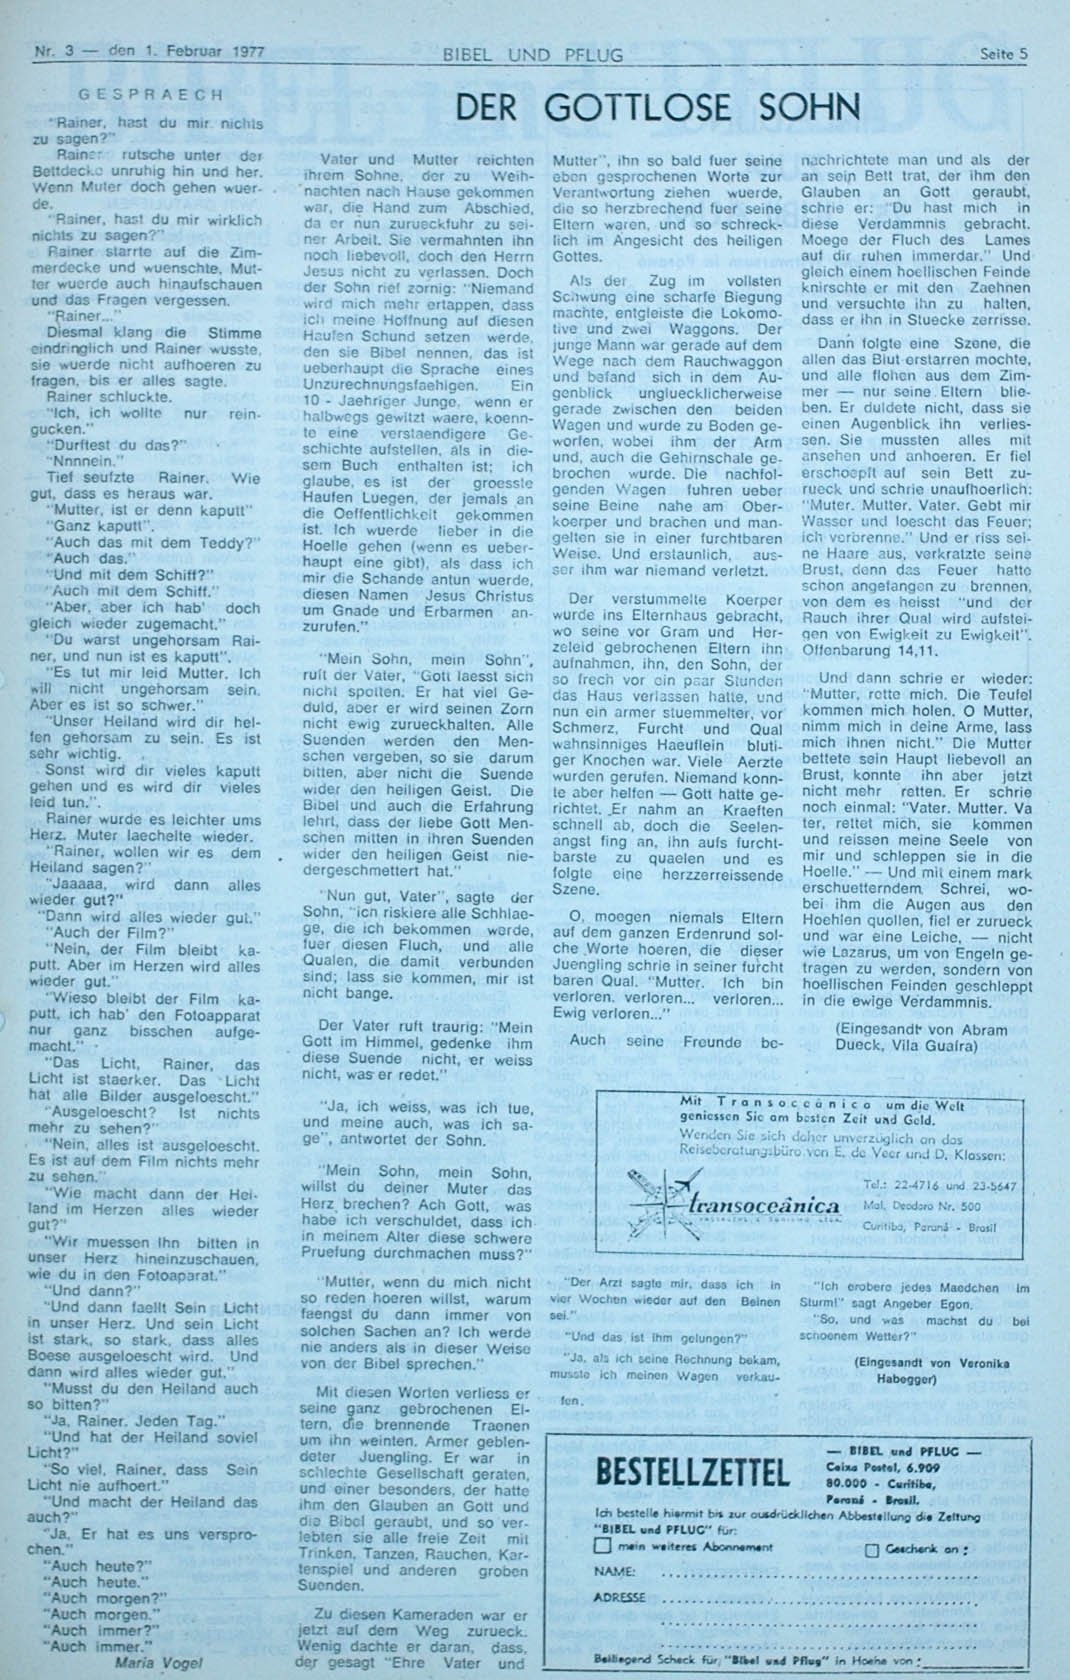 Nr. 3 — den 1. Februar 1977
BIBEL UND PFLUG
Seite 5
GESPRAECH
"Rainer, hast du mir nichts
zu sagen?"
Rainer rutsche unter der
Bettdecke unruhig hin und her.
Wenn Muter doch gehen wuer-
de.
"Rainer, hast du mir wirklich
nichts zu sagen?"
Rainer starrte auf die Zim-
merdecke und wuenschte, Mut-
ter wuerde auch hinaufschauen
und das Fragen vergessen.
"Rainer..."
Diesmal klang die Stimme
eindringlich und Rainer wusste,
sie wuerde nicht aufhoeren zu
fragen, bis er alles sagte.
Rainer schluckte.
"Ich, ich wollte nur rein-
gucken."
"Durftest du das?"
"Nnnnein."
Tief seufzte Rainer. Wie
gut, dass es heraus war.
"Mutter, ist er denn kaputt"
"Ganz kaputt".
"Auch das mit dem Teddy?"
"Auch das."
"Und mit dem Schiff?"
"Auch mit dem Schiff."
"Aber, aber ich hab' doch
gleich wieder zugemacht."
"Du warst ungehorsam Rai-
ner, und nun ist es kaputt".
"Es tut mir leid Mutter. Ich
will nicht ungehorsam sein.
Aber es ist so schwer."
"Unser Heiland wird dir hel-
fen gehorsam zu sein. Es ist
sehr wichtig.
Sonst wird dir vieles kaputt
gehen und es wird dir vieles
leid tun.".
Rainer wurde es leichter ums
Herz. Muter laechelte wieder.
"Rainer, wollen wir es dem
Heiland sagen?"
"Jaaaaa, wird dann alles
wieder gut?"
"Dann wird alles wieder gut."
"Auch der Film?"
"Nein, der Film bleibt ka-
putt. Aber im Herzen wird alles
wieder gut."
"Wieso bleibt der Film ka-
putt, ich hab' den Fotoapparat
nur ganz bisschen aufge-
macht."
"Das Licht, Rainer, das
Licht ist staerker. Das Licht
hat alle Bilder ausgeloescht."
"Ausgeloescht? Ist nichts
mehr zu sehen?"
"Nein, alles ist ausgeloescht.
Es ist auf dem Film nichts mehr
zu sehen."
"Wie macht dann der Hei-
land im Herzen alles wieder
gut?"
"Wir muessen Ihn bitten in
unser Herz hineinzuschauen,
wie du in den Fotoaparat."
"Und dann?"
"Und dann faellt Sein Licht
in unser Herz. Und sein Licht
ist stark, so stark, dass alles
Boese ausgeloescht wird. Und
dann wird alles wieder gut."
"Musst du den Heiland auch
so bitten?"
"Ja, Rainer. Jeden Tag."
"Und hat der Heiland soviel
Licht?"
"So viel, Rainer, dass Sein
Licht nie aufhoert."
"Und macht der Heiland das
auch?"
"Ja. Er hat es uns verspro-
chen."
"Auch heute?"
"Auch heute."
"Auch morgen?"
"Auch morgen."
"Auch immer?"
"Auch immer."
Maria Vogel
DER GOTTLOSE SOHN
Vater und Mutter reichten
ihrem Sohne, der zu Weih-
nachten nach Hause gekommen
war, die Hand zum Abschied,
da er nun zurueckfuhr zu sei-
ner Arbeit. Sie vermahnten ihn
noch liebevoll, doch den Herrn
Jesus nicht zu verlassen. Doch
der Sohn rief zornig: "Niemand
wird mich mehr ertappen, dass
ich meine Hoffnung auf diesen
Haufen Schund setzen werde,
den sie Bibel nennen, das ist
ueberhaupt die Sprache eines
Unzurechnungsfaehigen. Ein
10 - Jaehriger Junge, wenn er
halbwegs gewitzt waere, koenn-
te eine verstaendigere Ge-
schichte aufstellen, als in die-
sem Buch enthalten ist; ich
glaube, es ist der groesste
Haufen Luegen, der jemals an
die Oeffentlichkeit gekommen
ist. Ich wuerde lieber in die
Hoelle gehen (wenn es ueber-
haupt eine gibt), als dass ich
mir die Schande antun wuerde,
diesen Namen Jesus Christus
um Gnade und Erbarmen an-
zurufen."
"Mein Sohn, mein Sohn",
ruft der Vater, "Gott laesst sich
nicht spotten. Er hat viel Ge-
duld, aber er wird seinen Zorn
nicht ewig zurueckhalten. Alle
Suenden werden den Men-
schen vergeben, so sie darum
bitten, aber nicht die Suende
wider den heiligen Geist. Die
Bibel und auch die Erfahrung
lehrt, dass der liebe Gott Men-
schen mitten in ihren Suenden
wider den heiligen Geist nie-
dergeschmettert hat."
"Nun gut, Vater", sagte der
Sohn, "ich riskiere alle Schhlae-
ge, die ich bekommen werde,
fuer diesen Fluch, und alle
Qualen, die damit verbunden
sind; lass sie kommen, mir ist
nicht bange.
Der Vater ruft traurig: "Mein
Gott im Himmel, gedenke ihm
diese Suende nicht, er weiss
nicht, was er redet."
"Ja, ich weiss, was ich tue,
und meine auch, was ich sa-
ge", antwortet der Sohn.
"Mein Sohn, mein Sohn,
willst du deiner Muter das
Herz brechen? Ach Gott, was
habe ich verschuldet, dass ich
in meinem Alter diese schwere
Pruefung durchmachen muss?"
"Mutter, wenn du mich nicht
so reden hoeren willst, warum
faengst du dann immer von
solchen Sachen an? Ich werde
nie anders als in dieser Weise
von der Bibel sprechen."
Mit diesen Worten verliess er
seine ganz gebrochenen El-
tern, die brennende Traenen
um ihn weinten. Armer geblen-
deter Juengling. Er war in
schlechte Gesellschaft geraten,
und einer besonders, der hatte
ihm den Glauben an Gott und
die Bibel geraubt, und so ver-
lebten sie alle freie Zeit mit
Trinken, Tanzen, Rauchen, Kar-
tenspiel und anderen groben
Suenden.
Zu diesen Kameraden war er
jetzt auf dem Weg zurueck.
Wenig dachte er daran, dass,
der gesagt "Ehre Vater und
Mutter", ihn so bald fuer seine
eben gesprochenen Worte zur
Verantwortung ziehen wuerde,
die so herzbrechend fuer seine
Eltern waren, und so schreck-
lich im Angesicht des heiligen
Gottes.
Als der Zug im vollsten
Schwung eine scharfe Biegung
machte, entgleiste die Lokomo-
tive und zwei Waggons. Der
junge Mann war gerade auf dem
Wege nach dem Rauchwaggon
und befand sich in dem Au-
genblick ungluecklicherweise
gerade zwischen den beiden
Wagen und wurde zu Boden ge-
worfen, wobei ihm der Arm
und, auch die Gehirnschale ge-
brochen wurde. Die nachfol-
genden Wagen fuhren ueber
seine Beine nahe am Ober-
koerper und brachen und man-
gelten sie in einer furchtbaren
Weise. Und erstaunlich, aus-
ser ihm war niemand verletzt.
Der verstummelte Koerper
wurde ins Elternhaus gebracht,
wo seine vor Gram und Her-
zeleid gebrochenen Eltern ihn
aufnahmen, ihn, den Sohn, der
so frech vor ein paar Stunden
das Haus verlassen hatte, und
nun ein armer stuemmelter, vor
Schmerz, Furcht und Qual
wahnsinniges Haeuflein bluti-
ger Knochen war. Viele Aerzte
wurden gerufen. Niemand konn-
te aber helfen — Gott hatte ge-
richtet. Er nahm an Kraeften
schnell ab, doch die Seelen-
angst fing an, ihn aufs furcht-
barste zu quaelen und es
folgte eine herzzerreissende
Szene.
O, moegen niemals Eltern
auf dem ganzen Erdenrund sol-
che Worte hoeren, die dieser
Juengling schrie in seiner furcht
baren Qual. "Mutter. Ich bin
verloren, verloren... verloren...
Ewig verloren..."
Auch seine Freunde be-
nachrichtete man und als der
an sein Bett trat, der ihm den
Glauben an Gott geraubt,
schrie er: "Du hast mich in
diese Verdammnis gebracht.
Moege der Fluch des Lames
auf dir ruhen immerdar." Und
gleich einem hoellischen Feinde
knirschte er mit den Zaehnen
und versuchte ihn zu halten,
dass er ihn in Stuecke zerrisse.
Dann folgte eine Szene, die
allen das Blut erstarren mochte,
und alle flohen aus dem Zim-
mer — nur seine Eltern blie-
ben. Er duldete nicht, dass sie
einen Augenblick ihn verlies-
sen. Sie mussten alles mit
ansehen und anhoeren. Er fiel
erschoepft auf sein Bett zu-
rueck und schrie unaufhoerlich:
"Muter. Mutter. Vater. Gebt mir
Wasser und loescht das Feuer;
ich verbrenne." Und er riss sei-
ne Haare aus, verkratzte seine
Brust, denn das Feuer hatte
schon angefangen zu brennen,
von dem es heisst "und der
Rauch ihrer Qual wird aufstei-
gen von Ewigkeit zu Ewigkeit".
Offenbarung 14,11.
Und dann schrie er wieder:
"Mutter, rette mich. Die Teufel
kommen mich holen. O Mutter,
nimm mich in deine Arme, lass
mich ihnen nicht." Die Mutter
bettete sein Haupt liebevoll an
Brust, konnte ihn aber jetzt
nicht mehr retten. Er schrie
noch einmal: "Vater. Mutter. Va
ter, rettet mich, sie kommen
und reissen meine Seele von
mir und schleppen sie in die
Hoelle." — Und mit einem mark
erschuetterndem Schrei, wo-
bei ihm die Augen aus den
Hoehlen quollen, fiel er zurueck
und war eine Leiche, — nicht
wie Lazarus, um von Engeln ge-
tragen zu werden, sondern von
hoellischen Feinden geschleppt
in die ewige Verdammnis.
(Eingesandt von Abram
Dueck, Vila Guaíra)
Mit Transoceânica um die Welt
geniessen Sie am besten Zeit und Geld.
Wenden Sie sich daher unverzüglich an das
Reiseberatungsbüro von E. de Veer und D. Klassen:
transoceânica
Tel.: 22-4716 und 23-5647
Mal. Deodoro Nr. 500
Curitiba, Paraná - Brasil
"Der Arzt sagte mir, dass ich in
vier Wochen wieder auf den Beinen
sei."
"Und das ist ihm gelungen?"
"Ja, als ich seine Rechnung bekam,
musste ich meinen Wagen verkau-
fen.
"Ich erobere jedes Maedchen im
Sturm!" sagt Angeber Egon.
"So, und was machst du bei
schoenem Wetter?"
(Eingesandt von Veronika
Habegger)
BESTELLZETTEL
— BIBEL und PFLUG —
Caixa Postal, 6.909
80.000 - Curitiba,
Paraná - Brasil.
Ich bestelle hiermit bis zur ausdrücklichen Abbestellung die Zeitung
"BIBEL und PFLUG" für:
mein weiteres Abonnement
Geschenk an :
NAME:
ADRESSE
Beiliegend Scheck für "Bibel und Pflug" in Hoehe von :